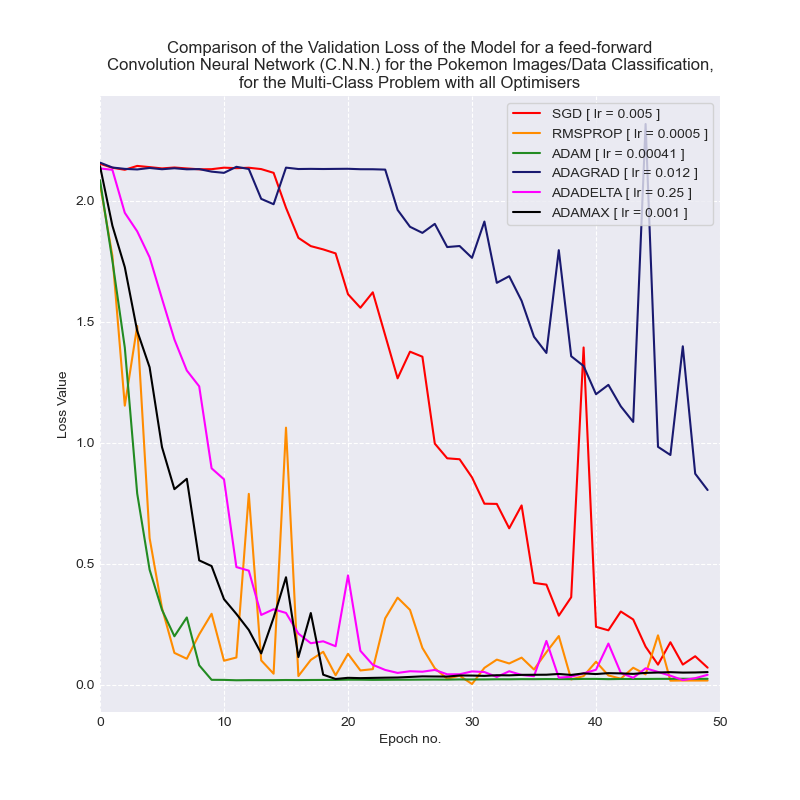 Comparison of the Validation Loss of the Model for a feed-forward
Convolution Neural Network (C.N.N.) for the Pokemon Images/Data Classification,
for the Multi-Class Problem with all Optimisers
SGD [ lr = 0.005 ]
RMSPROP [ lr = 0.0005 ]
ADAM [ lr = 0.00041 ]
ADAGRAD [ lr = 0.012 ]
ADADELTA [ lr = 0.25 ]
ADAMAX [ lr = 0.001 ]
Loss Value
2.0
1.5
1.0
0.5
0.0
0 10 20 30 40 50
Epoch no.